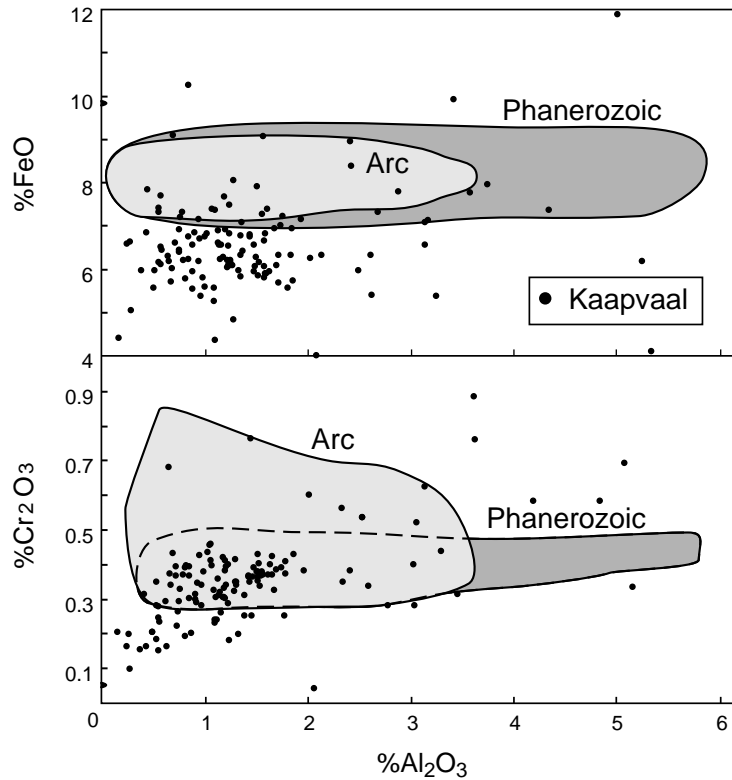 12
10
8
6
4
%FeO
Phanerozoic
Arc
Kaapvaal
0.9
0.7
0.5
0.3
0.1
%Cr₂O₃
Arc
Phanerozoic
0 1 2 3 4 5 6
%Al₂O₃